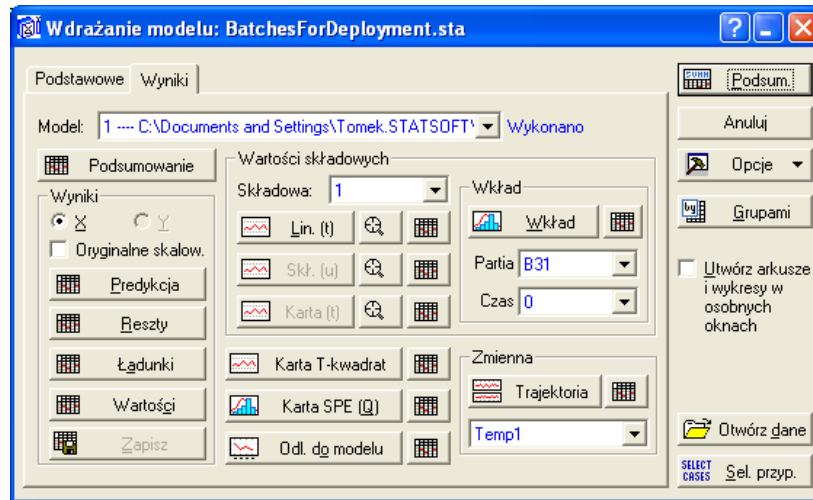 Wdrażanie modelu: BatchesForDeployment.sta
Podstawowe Wyniki
Model: 1 ---- C:\Documents and Settings\Tomek.STATSOFT\ Wykonano
Podsumowanie
Wyniki
X Y
Oryginalne skalow.
Predykcja
Reszty
Ładunki
Wartości
Zapisz
Wartości składowych
Składowa: 1
Lin. (t)
Skł. (u)
Karta (t)
Karta T-kwadrat
Karta SPE (Q)
Odl. do modelu
Wkład
Wkład
Partia B31
Czas 0
Zmienna
Trajektoria
Temp1
SUMM Podsum.
Anuluj
Opcje
by Grupami
Utwórz arkusze
i wykresy w
osobnych
oknach
Otwórz dane
SELECT
CASES Sel. przyp.